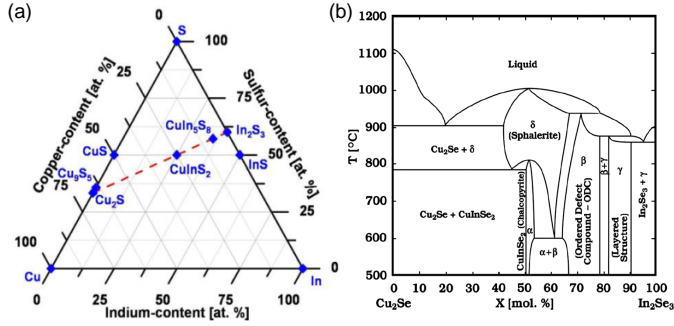 (a)
0
S
100
25
75
50
50
75
25
100
0
Copper-content [at. %]
Sulfur-content [at. %]
CuIn5S8
In2S3
CuS
InS
CuInS2
Cu9S5
Cu2S
Cu
In
0
25
50
75
100
Indium-content [at. %]
(b)
1200
1100
1000
900
800
700
600
500
T [°C]
Liquid
δ
(Sphalerite)
Cu2Se + δ
Cu2Se + CuInSe2
CuInSe2 (Chalcopyrite)
α
α+β
β
(Ordered Defect
Compound – ODC)
β+γ
γ
(Layered
Structure)
In2Se3 + γ
0 10 20 30 40 50 60 70 80 90 100
Cu2Se
X [mol. %]
In2Se3